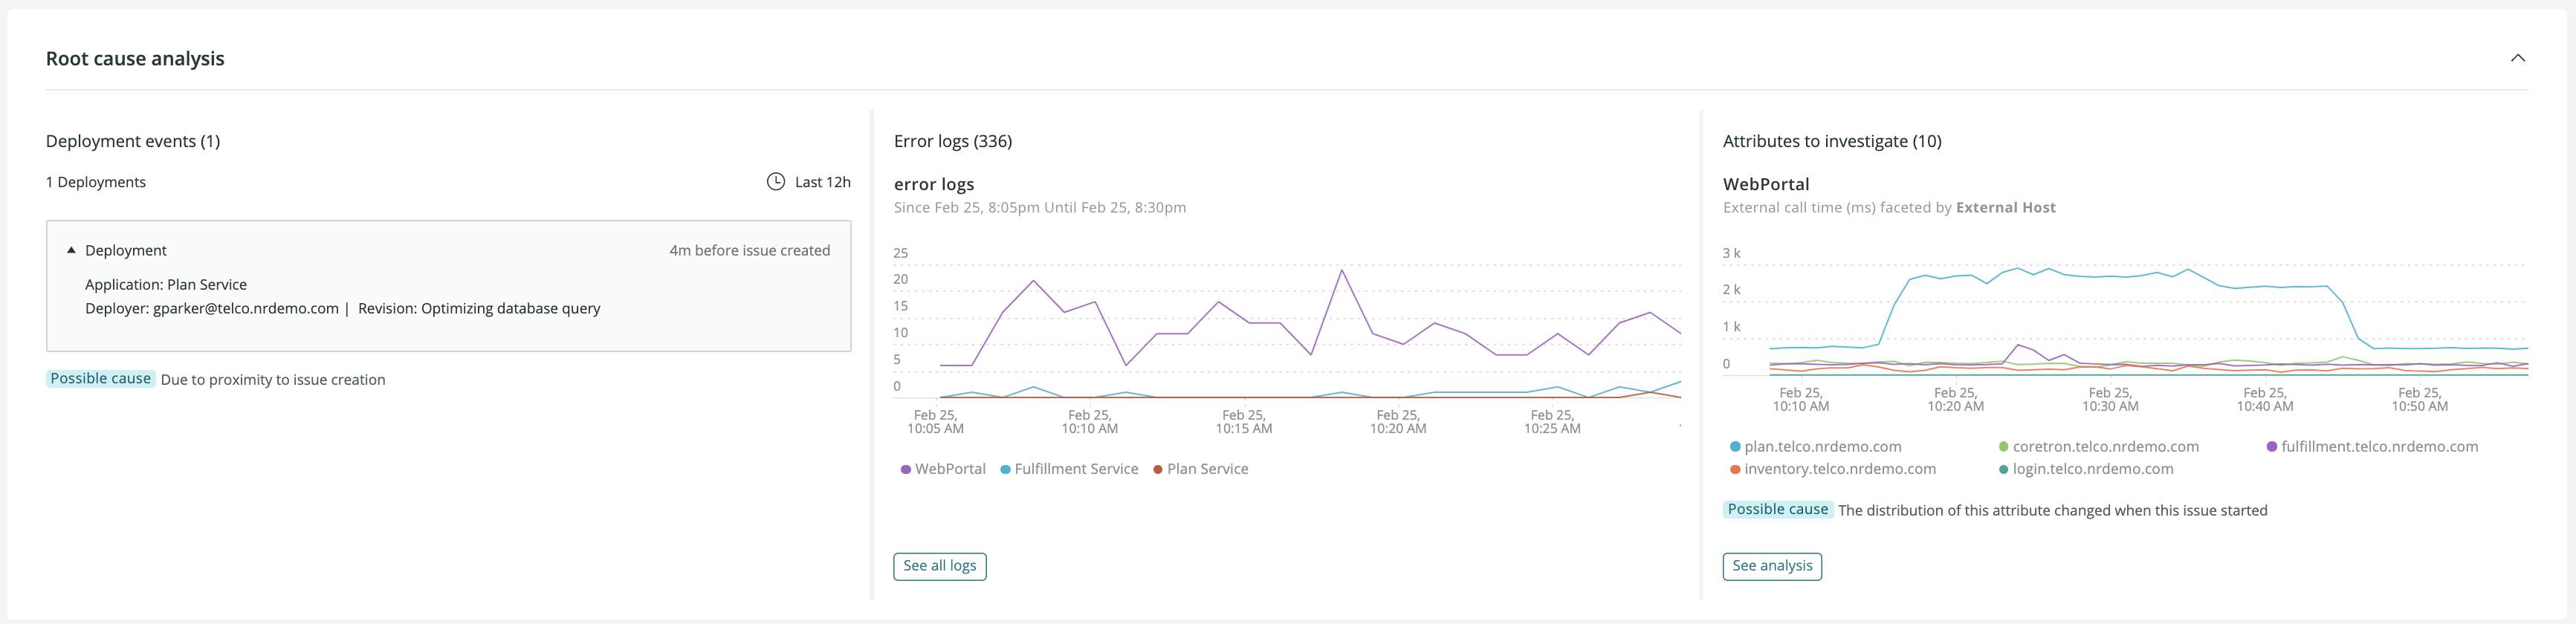 Root cause analysis
Deployment events (1)
1 Deployments
Last 12h
Deployment
4m before issue created
Application: Plan Service
Deployer: gparker@telco.nrdemo.com | Revision: Optimizing database query
Possible cause Due to proximity to issue creation
Error logs (336)
error logs
Since Feb 25, 8:05pm Until Feb 25, 8:30pm
25
20
15
10
5
0
Feb 25,
10:05 AM
Feb 25,
10:10 AM
Feb 25,
10:15 AM
Feb 25,
10:20 AM
Feb 25,
10:25 AM
WebPortal
Fulfillment Service
Plan Service
See all logs
Attributes to investigate (10)
WebPortal
External call time (ms) faceted by External Host
3 k
2 k
1 k
0
Feb 25,
10:10 AM
Feb 25,
10:20 AM
Feb 25,
10:30 AM
Feb 25,
10:40 AM
Feb 25,
10:50 AM
plan.telco.nrdemo.com
coretron.telco.nrdemo.com
fulfillment.telco.nrdemo.com
inventory.telco.nrdemo.com
login.telco.nrdemo.com
Possible cause The distribution of this attribute changed when this issue started
See analysis